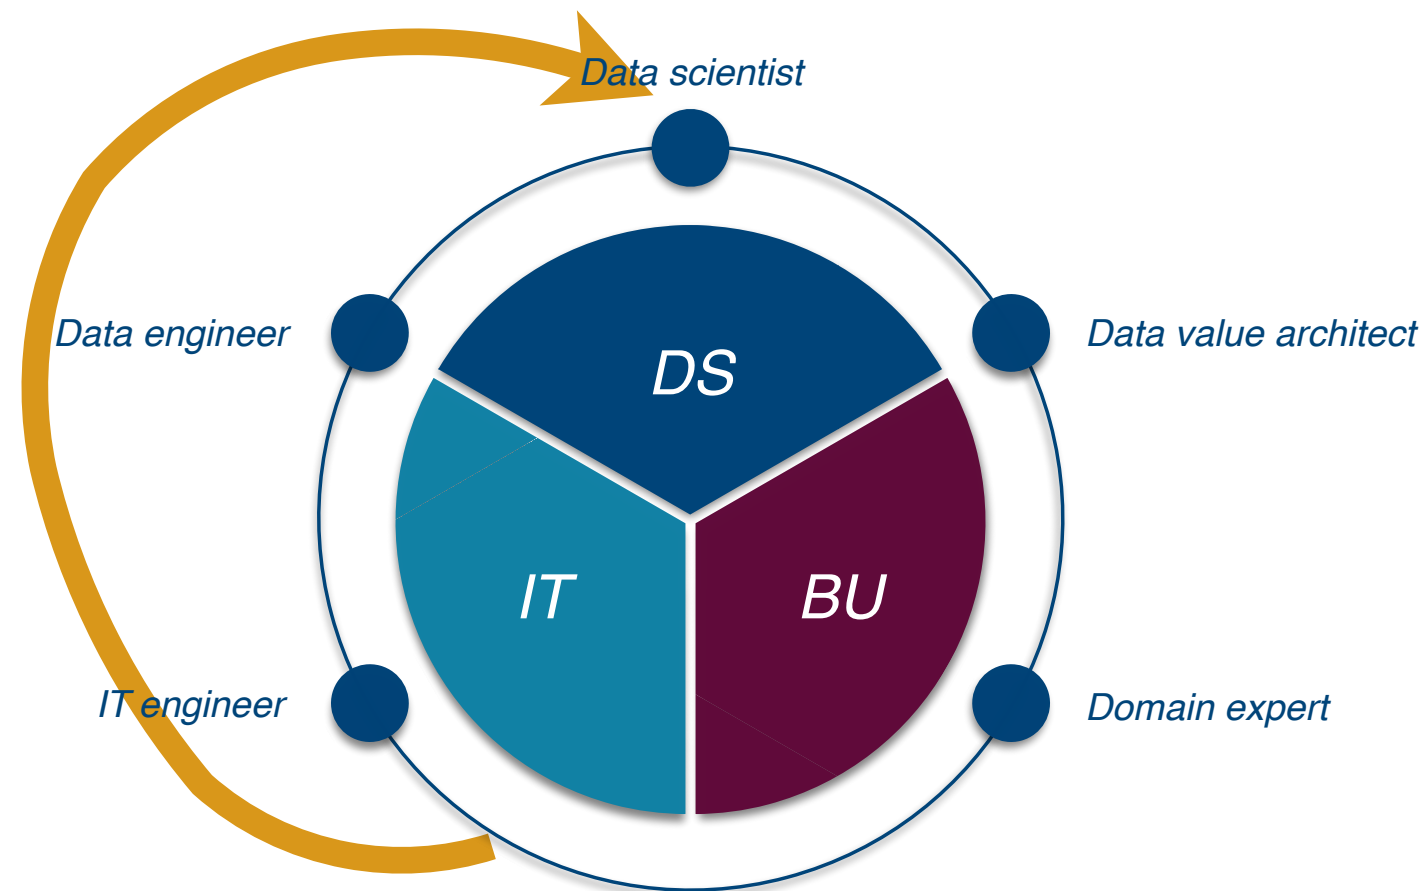 Data scientist
Data engineer
Data value architect
DS
IT
BU
IT engineer
Domain expert